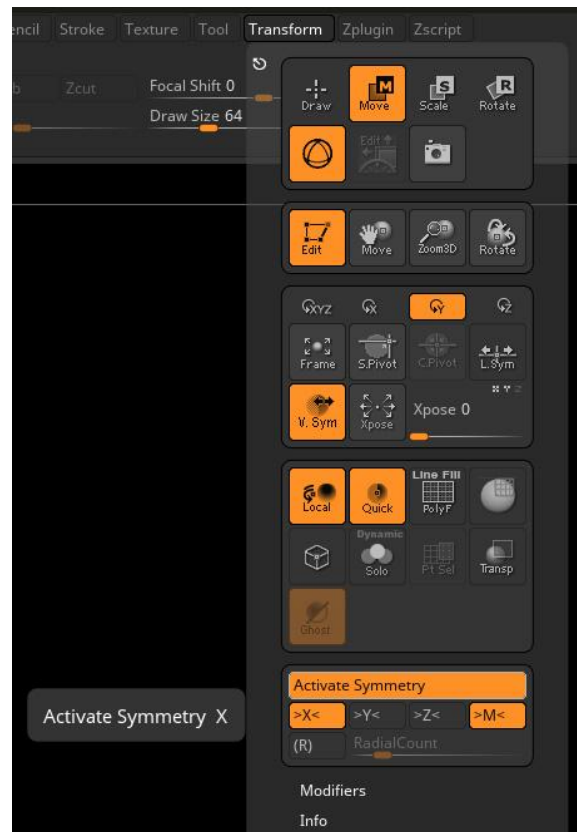 encil Stroke Texture Tool Transform Zplugin Zscript
b Zcut Focal Shift 0
Draw Size 64
Draw Move Scale Rotate
Edit
Edit Move Zoom3D Rotate
XYZ X Y Z
Frame S.Pivot C.Pivot L.Sym
X Y Z
V. Sym Xpose Xpose 0
Line Fill
Local Quick PolyF
Dynamic
Solo Pt Sel Transp
Ghost
Activate Symmetry
>X< >Y< >Z< >M<
Activate Symmetry X
(R) RadialCount
Modifiers
Info